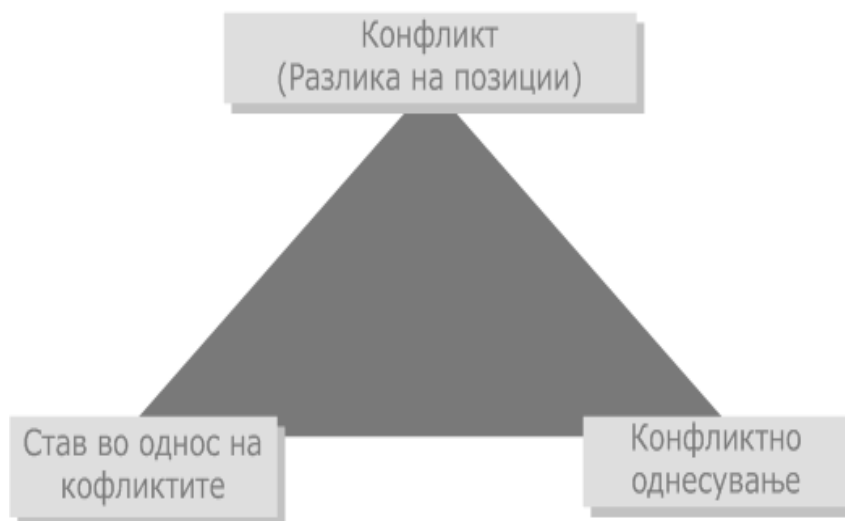 Конфликт
(Разлика на позиции)
Став во однос на
кофликтите
Конфликтно
однесување